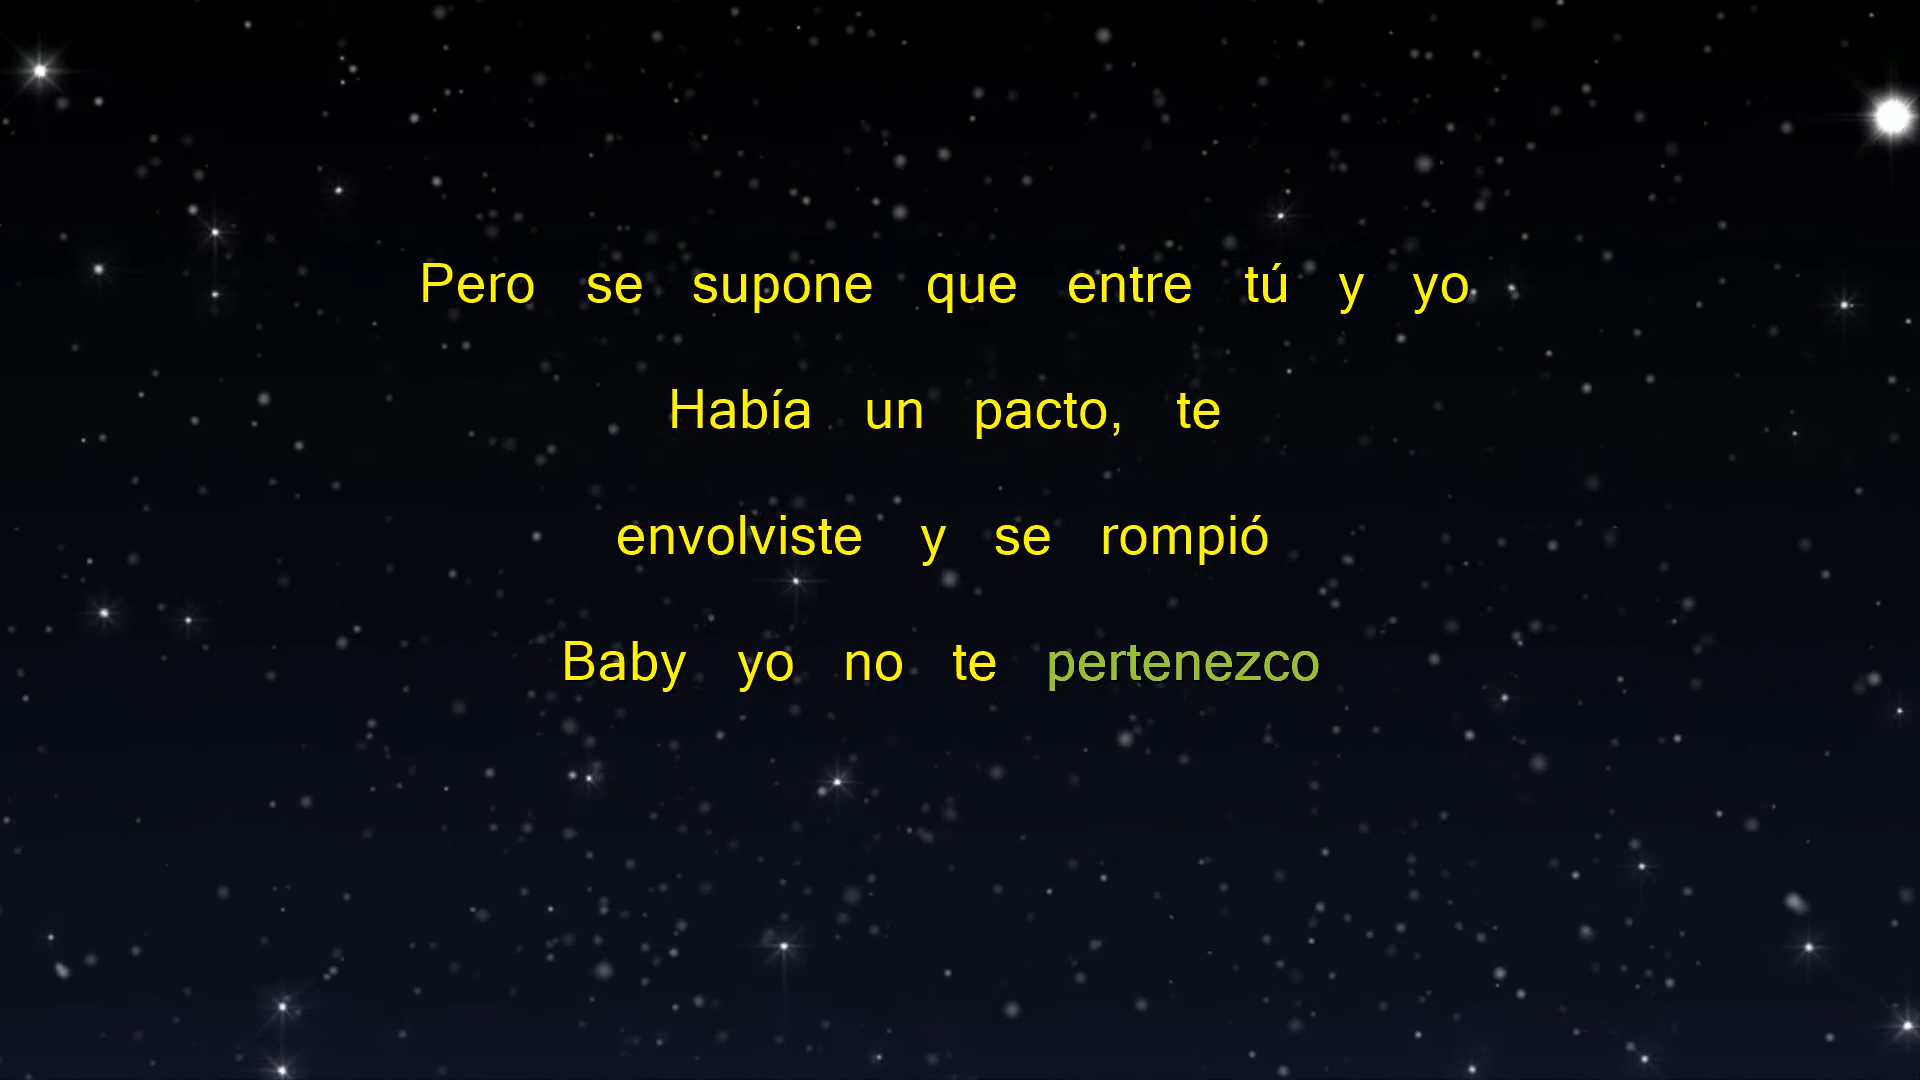 Pero se supone que entre tú y yo
Había un pacto, te
envolviste y se rompió
Baby yo no te pertenezco